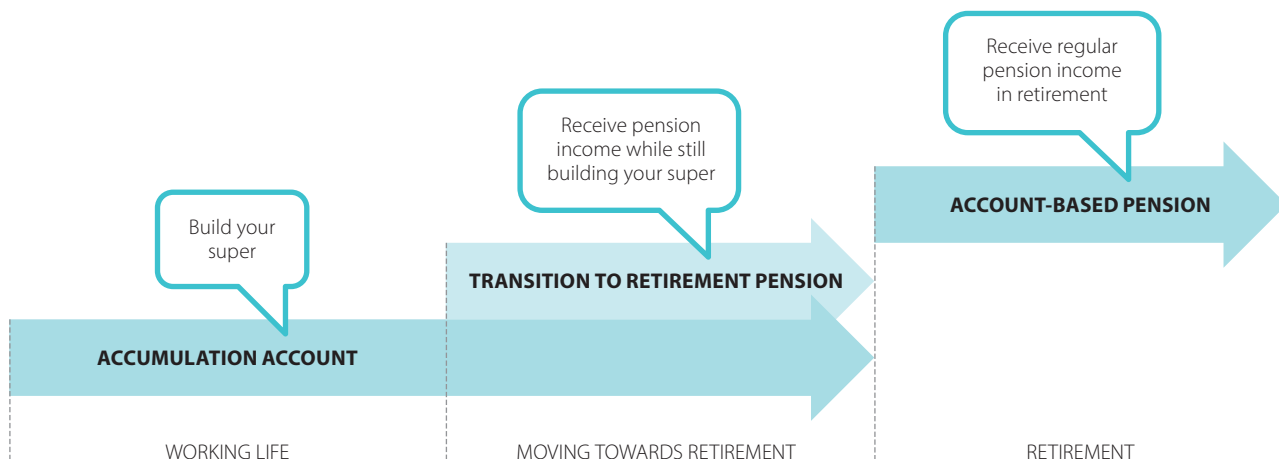 Receive regular
pension income
in retirement
Receive pension
income while still
building your super
ACCOUNT-BASED PENSION
Build your
super
TRANSITION TO RETIREMENT PENSION
ACCUMULATION ACCOUNT
WORKING LIFE
MOVING TOWARDS RETIREMENT
RETIREMENT